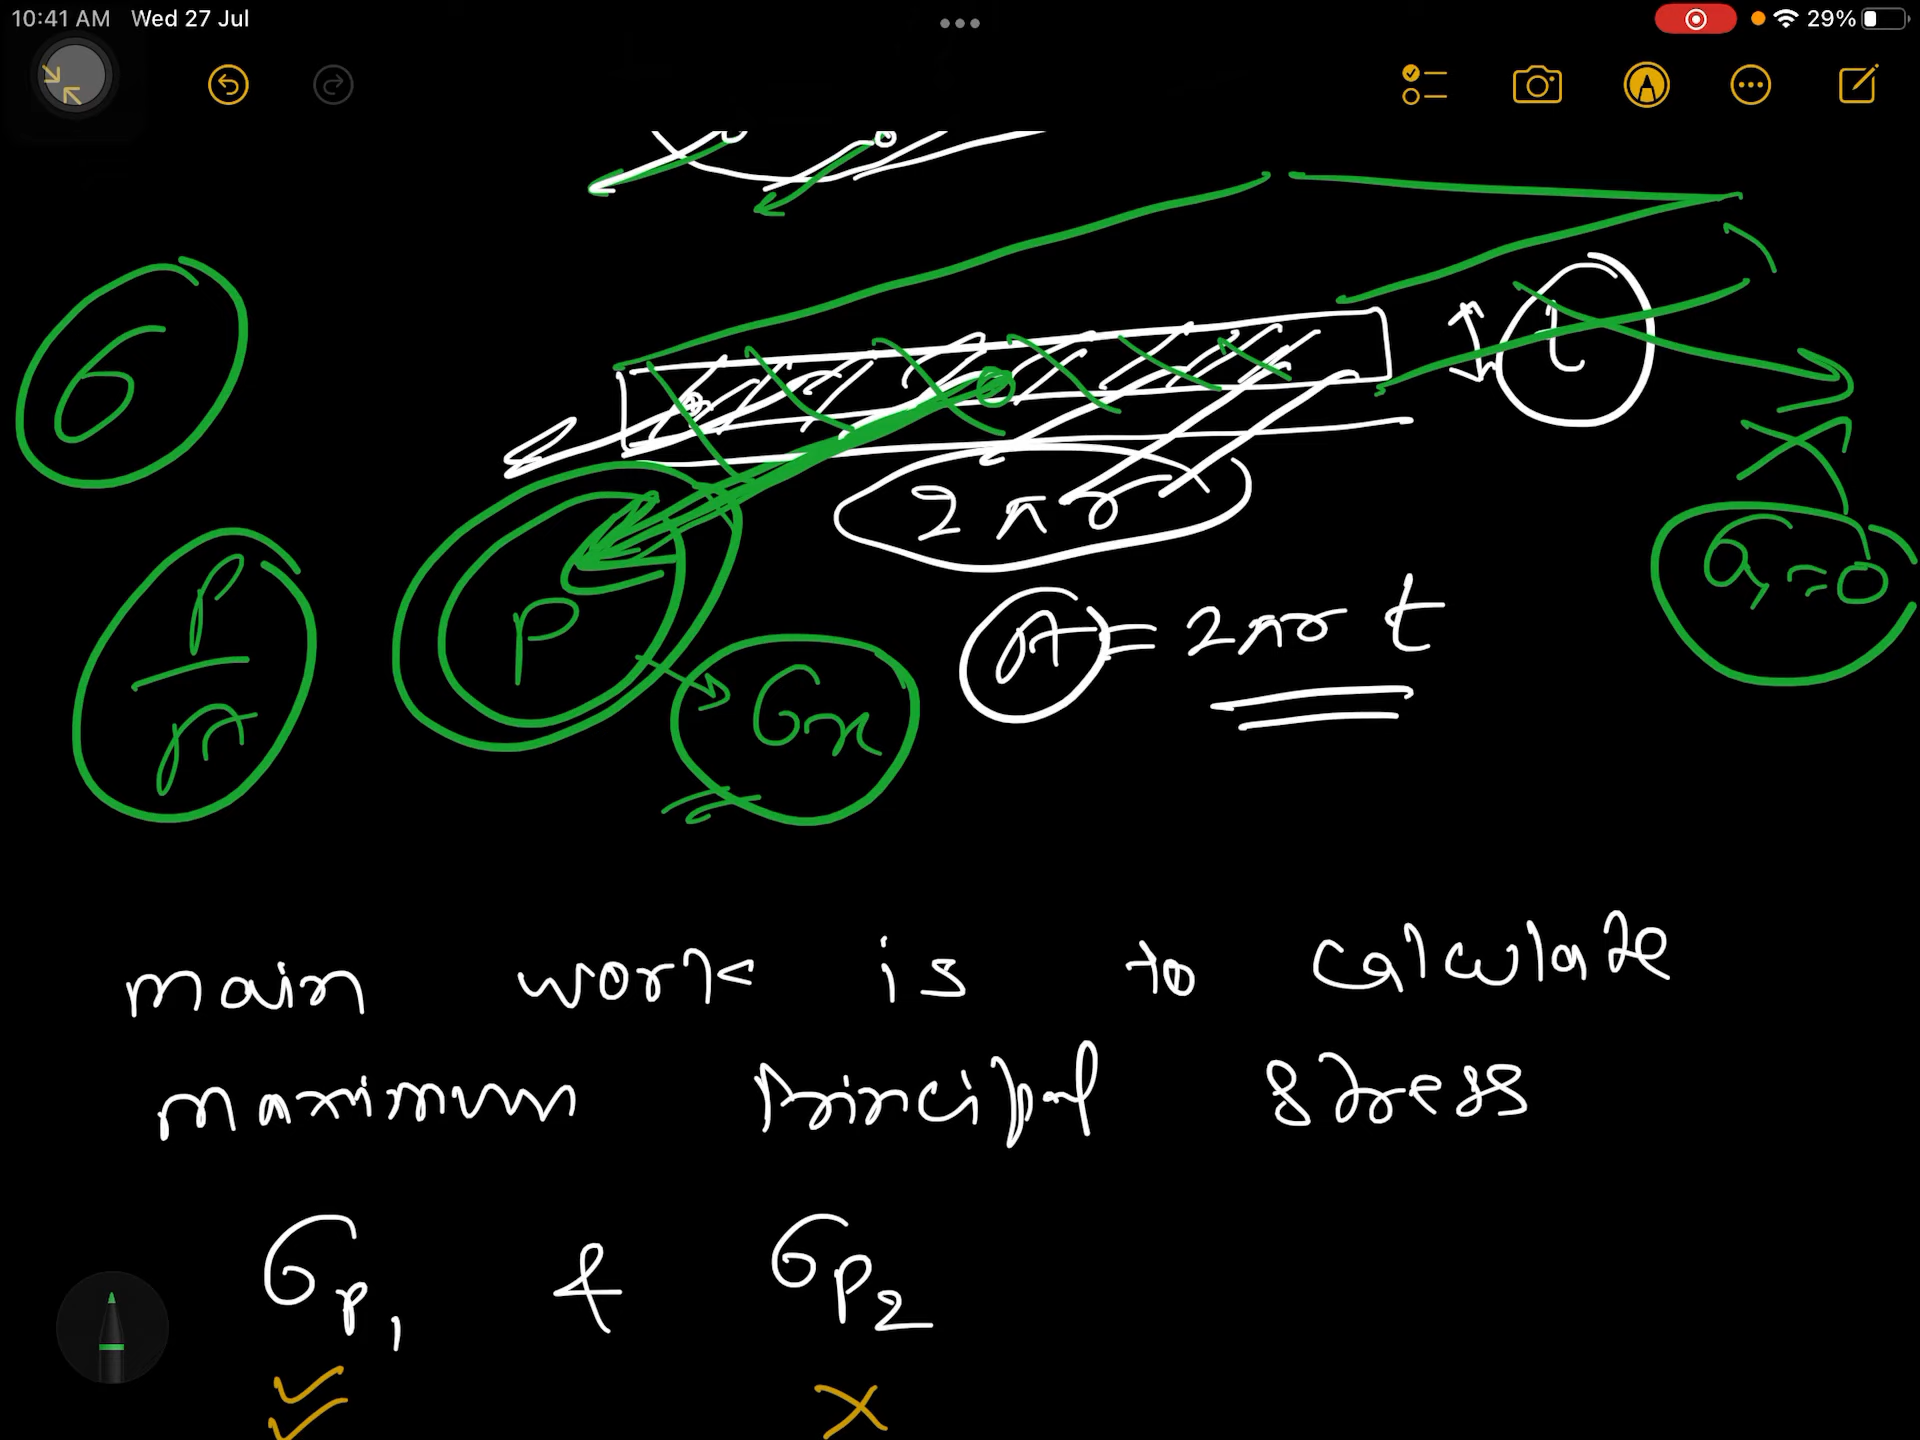 10:41 AM Wed 27 Jul
29%
6
t
2πr
P
A
P
σx
A = 2πr t
σy = 0
main work is to calculate
maximum principal stress
σP1 & σP2